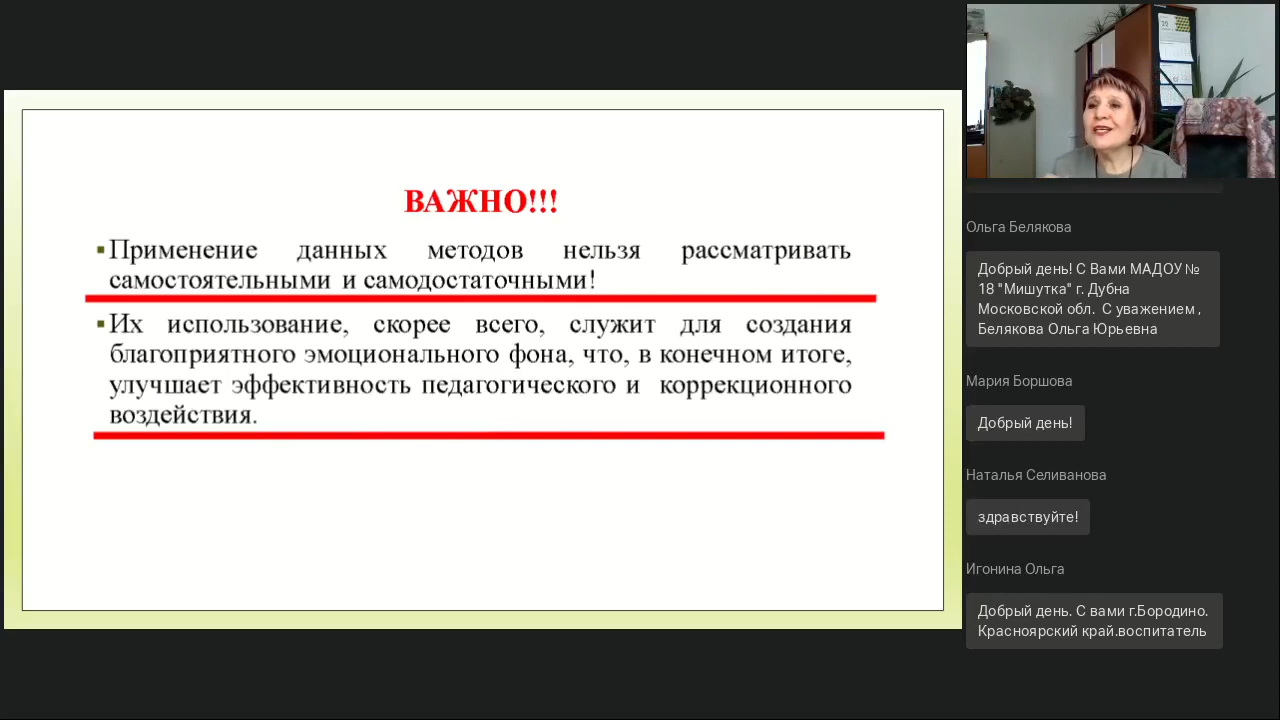 ВАЖНО!!!
▪Применение данных методов нельзя рассматривать
самостоятельными и самодостаточными!
▪Их использование, скорее всего, служит для создания
благоприятного эмоционального фона, что, в конечном итоге,
улучшает эффективность педагогического и коррекционного
воздействия.
Ольга Белякова
Добрый день! С Вами МАДОУ №
18 "Мишутка" г. Дубна
Московской обл. С уважением ,
Белякова Ольга Юрьевна
Мария Боршова
Добрый день!
Наталья Селиванова
здравствуйте!
Игонина Ольга
Добрый день. С вами г.Бородино.
Красноярский край.воспитатель